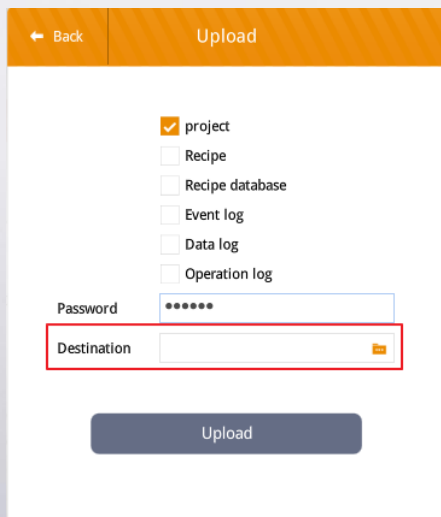 Back
Upload
project
Recipe
Recipe database
Event log
Data log
Operation log
Password ••••••
Destination
Upload